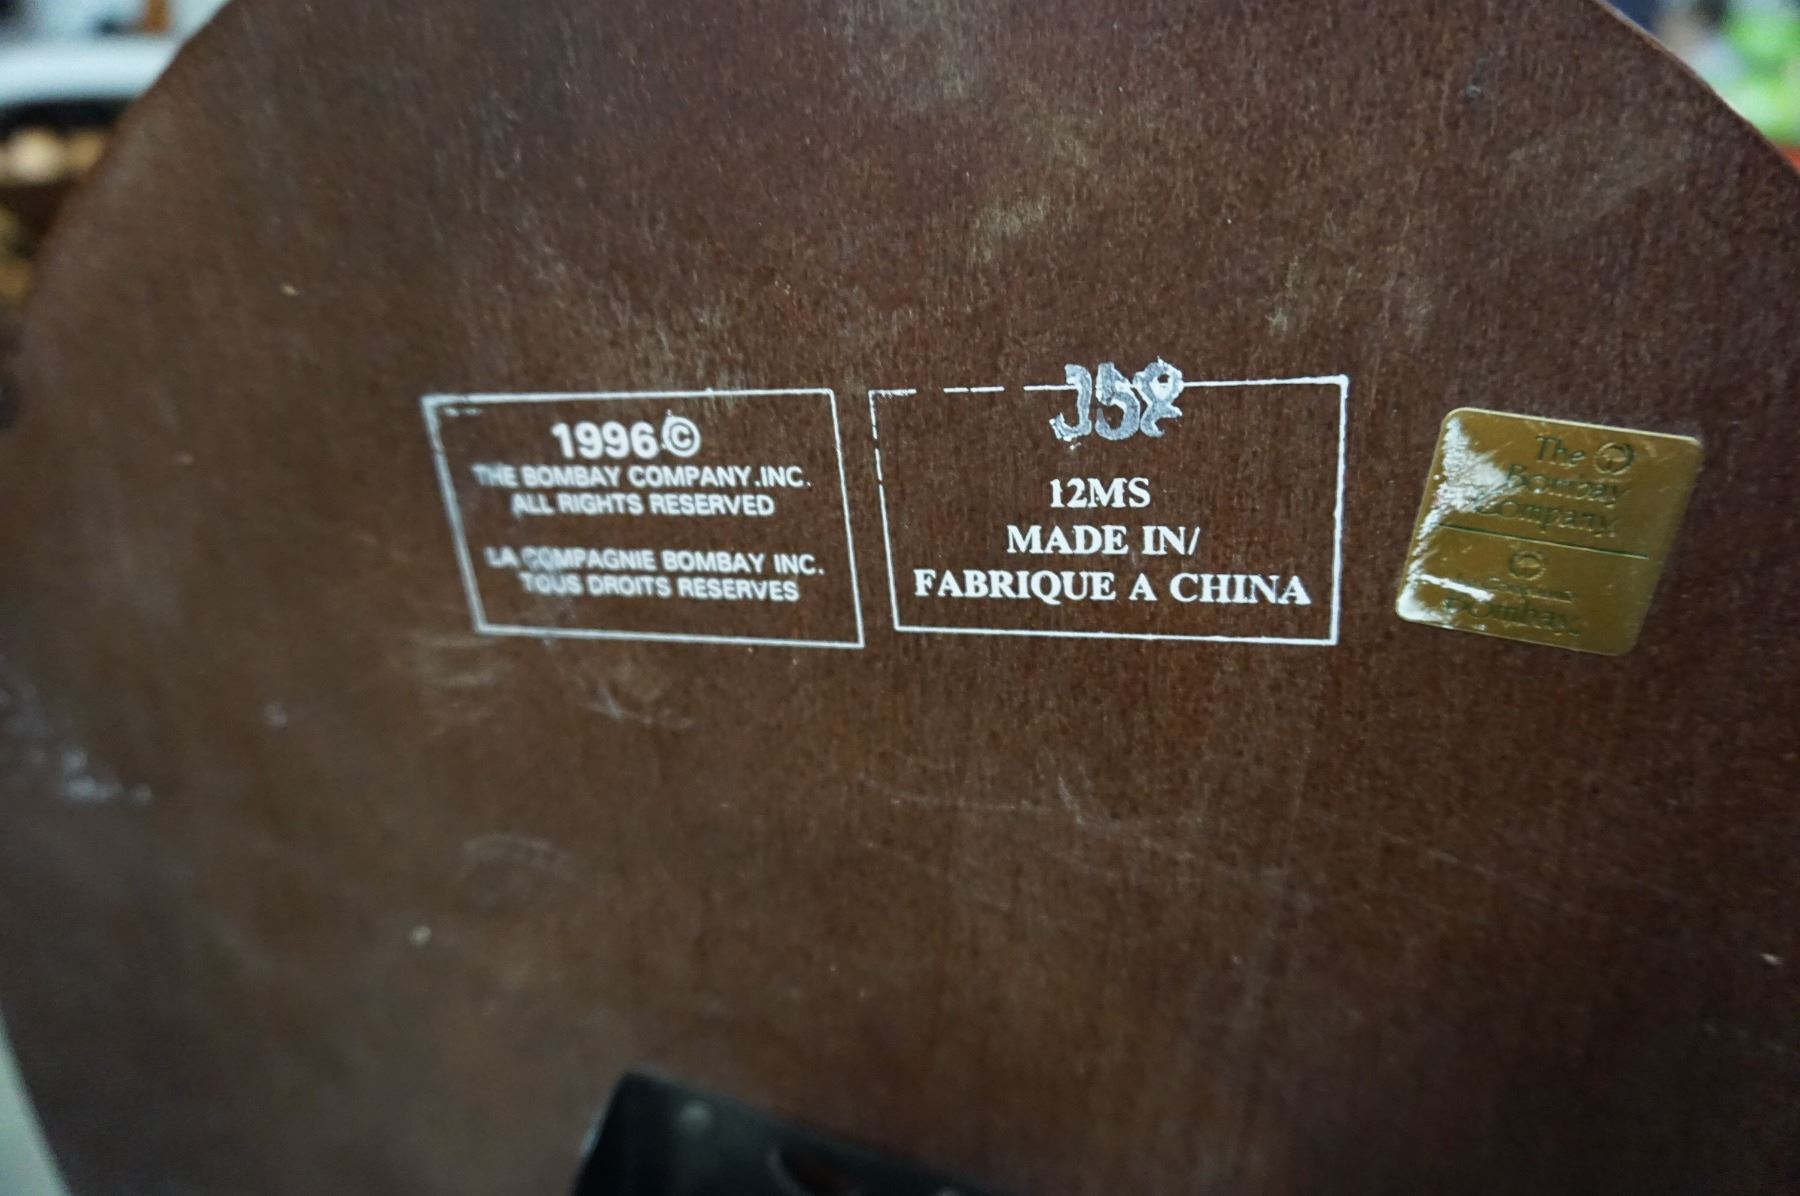 1996 ©
THE BOMBAY COMPANY.INC.
ALL RIGHTS RESERVED
LA COMPAGNIE BOMBAY INC.
TOUS DROITS RESERVES
J58
12MS
MADE IN/
FABRIQUE A CHINA
The
Bombay
Company
Bombay